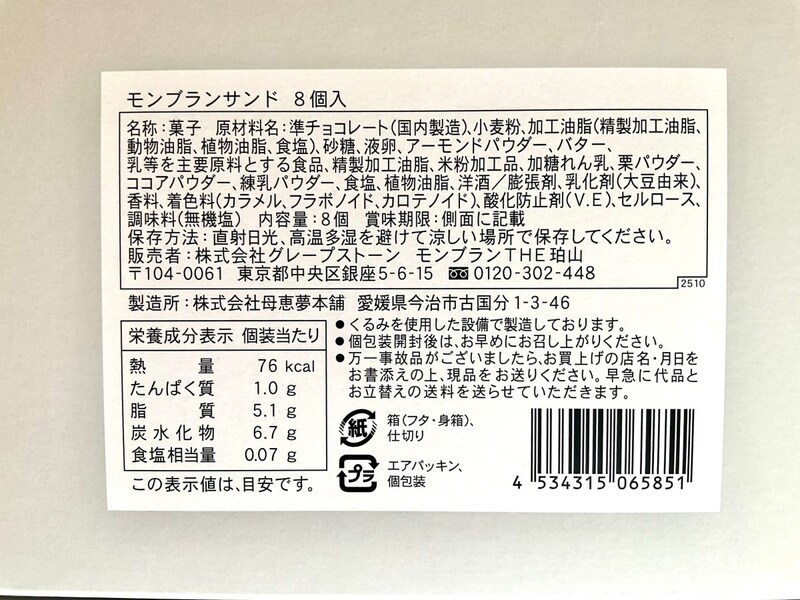 モンブランサンド 8個入
名称：菓子 原材料名：準チョコレート（国内製造）、小麦粉、加工油脂（精製加工油脂、
動物油脂、植物油脂、食塩）、砂糖、液卵、アーモンドパウダー、バター、
乳等を主要原料とする食品、精製加工油脂、米粉加工品、加糖れん乳、栗パウダー、
ココアパウダー、練乳パウダー、食塩、植物油脂、洋酒／膨張剤、乳化剤（大豆由来）、
香料、着色料（カラメル、フラボノイド、カロテノイド）、酸化防止剤（V.E）、セルロース、
調味料（無機塩） 内容量：8個 賞味期限：側面に記載
保存方法：直射日光、高温多湿を避けて涼しい場所で保存してください。
販売者：株式会社グレープストーン モンブランTHE珀山
〒104-0061 東京都中央区銀座5-6-15 0120-302-448
2510
製造所：株式会社母恵夢本舗 愛媛県今治市古国分1-3-46
栄養成分表示 個装当たり
熱量 76 kcal
たんぱく質 1.0 g
脂質 5.1 g
炭水化物 6.7 g
食塩相当量 0.07 g
この表示値は、目安です。
●くるみを使用した設備で製造しております。
●個包装開封後は、お早めにお召し上がりください。
●万一事故品がございましたら、お買上げの店名・月日を
お書添えの上、現品をお送りください。早急に代品と
お立替えの送料を送らせていただきます。
紙 箱（フタ・身箱）、
仕切り
プラ エアパッキン、
個包装
4 534315 065851